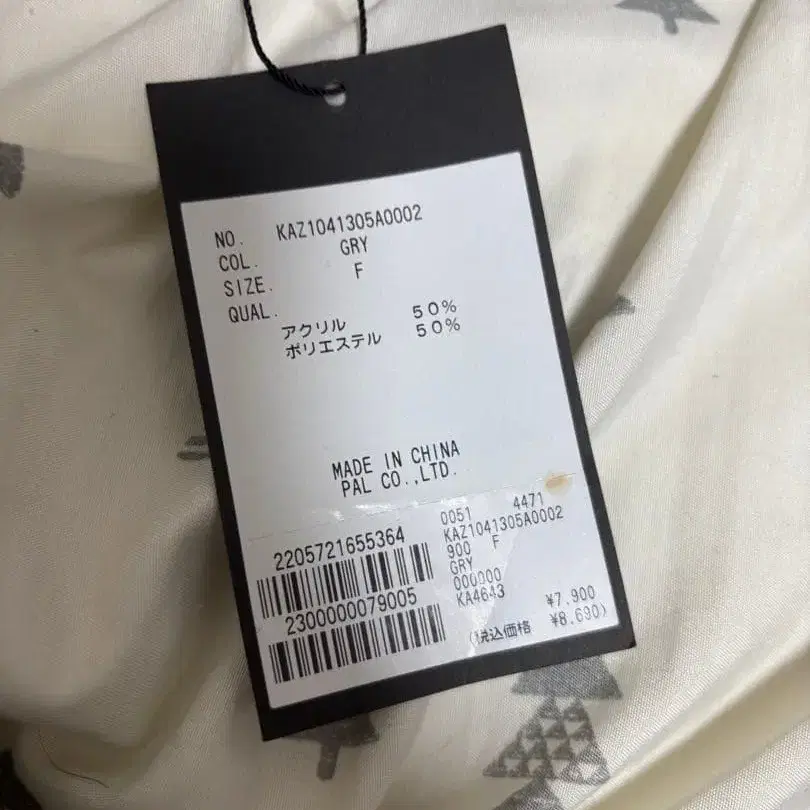 NO. KAZ1041305A0002
COL. GRY
SIZE. F
QUAL.
アクリル 50%
ポリエステル 50%
MADE IN CHINA
PAL CO.,LTD.
2205721655364
2300000079005
0051 4471
KAZ1041305A0002
900 F
GRY
000000
KA4643
¥7.900
(税込価格 ¥8.690)